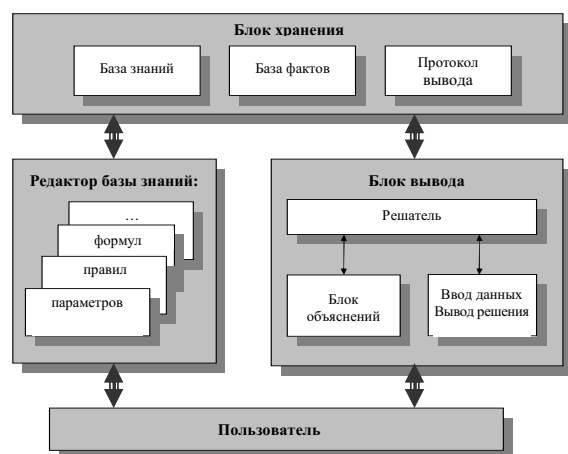 Блок хранения
База знаний
База фактов
Протокол
вывода
Редактор базы знаний:
...
формул
правил
параметров
Блок вывода
Решатель
Блок
объяснений
Ввод данных
Вывод решения
Пользователь